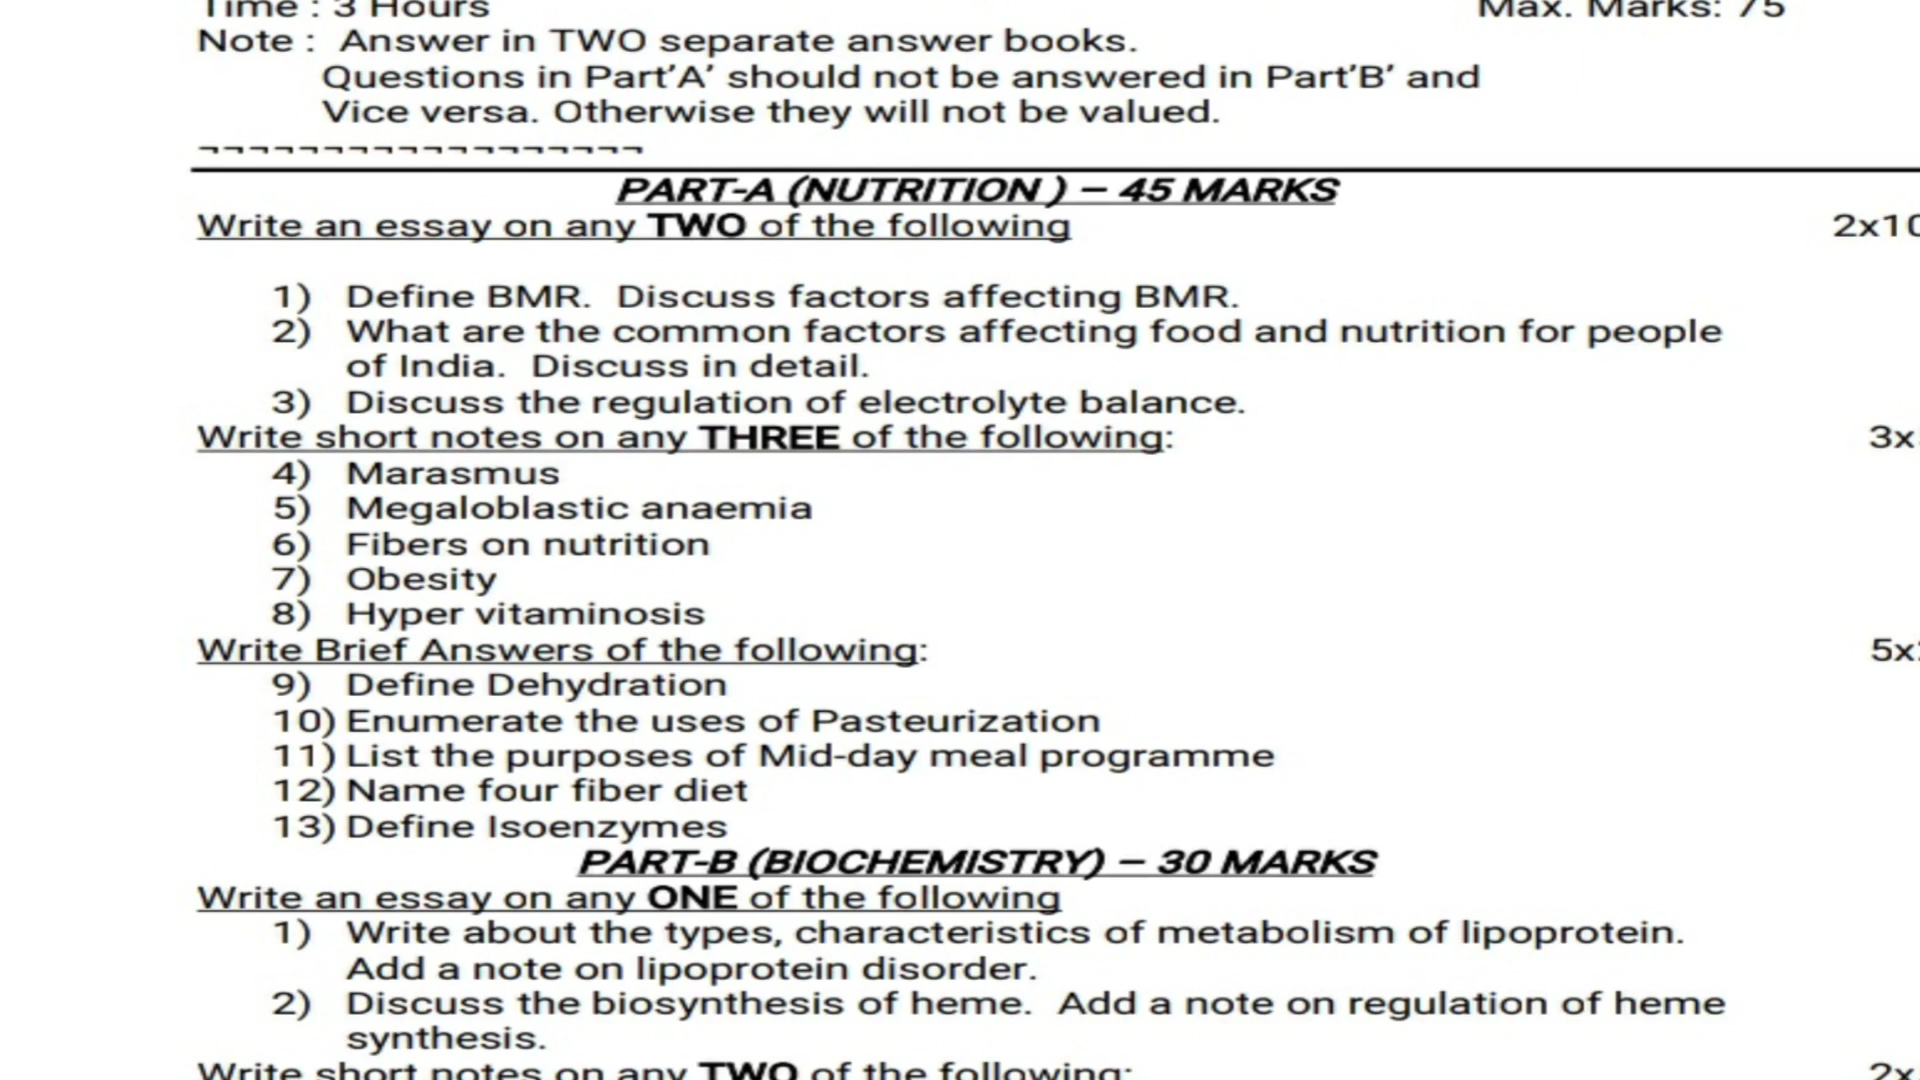 Time : 3 Hours Max. Marks: 75
Note : Answer in TWO separate answer books.
Questions in Part'A' should not be answered in Part'B' and
Vice versa. Otherwise they will not be valued.
¬¬¬¬¬¬¬¬¬¬¬¬¬¬¬¬¬¬
PART-A (NUTRITION ) – 45 MARKS
Write an essay on any TWO of the following 2x10
1) Define BMR. Discuss factors affecting BMR.
2) What are the common factors affecting food and nutrition for people
of India. Discuss in detail.
3) Discuss the regulation of electrolyte balance.
Write short notes on any THREE of the following: 3x
4) Marasmus
5) Megaloblastic anaemia
6) Fibers on nutrition
7) Obesity
8) Hyper vitaminosis
Write Brief Answers of the following: 5x
9) Define Dehydration
10) Enumerate the uses of Pasteurization
11) List the purposes of Mid-day meal programme
12) Name four fiber diet
13) Define Isoenzymes
PART-B (BIOCHEMISTRY) – 30 MARKS
Write an essay on any ONE of the following
1) Write about the types, characteristics of metabolism of lipoprotein.
Add a note on lipoprotein disorder.
2) Discuss the biosynthesis of heme. Add a note on regulation of heme
synthesis.
Write short notes on any TWO of the following: 2x